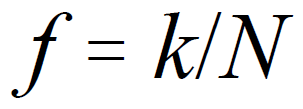 f = k/N